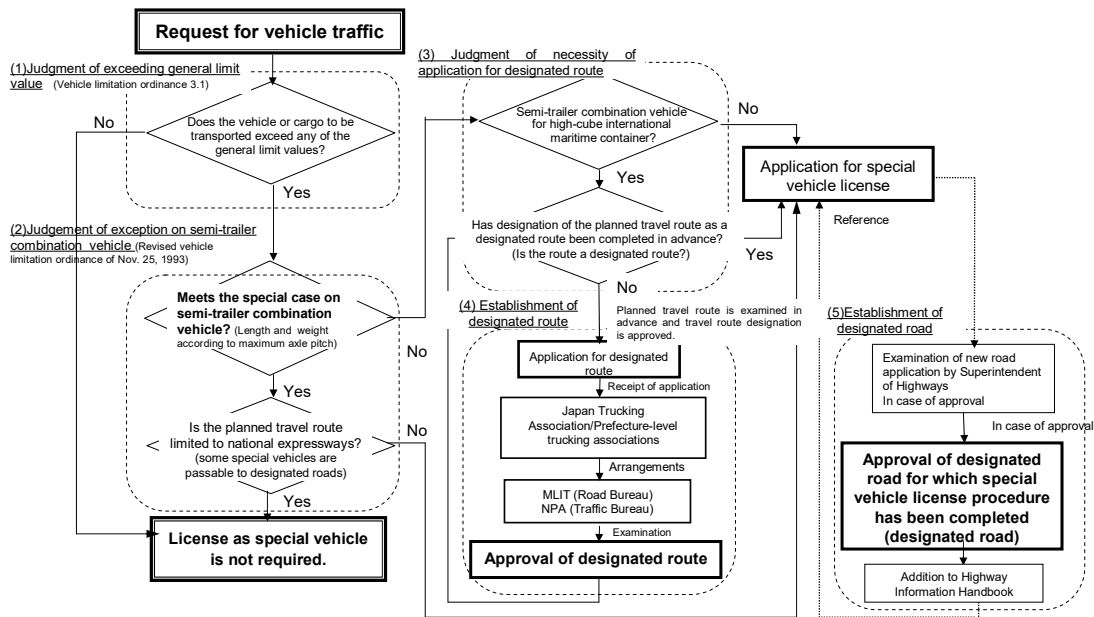 Request for vehicle traffic
(1)Judgment of exceeding general limit
value (Vehicle limitation ordinance 3.1)
No
Does the vehicle or cargo to be
transported exceed any of the
general limit values?
Yes
(2)Judgement of exception on semi-trailer
combination vehicle (Revised vehicle
limitation ordinance of Nov. 25, 1993)
Meets the special case on
semi-trailer combination
vehicle? (Length and weight
according to maximum axle pitch)
No
Yes
Is the planned travel route
limited to national expressways?
(some special vehicles are
passable to designated roads)
No
Yes
License as special vehicle
is not required.
(3) Judgment of necessity of
application for designated route
Semi-trailer combination vehicle
for high-cube international
maritime container?
No
Yes
Has designation of the planned travel route as a
designated route been completed in advance?
(Is the route a designated route?)
Yes
No
(4) Establishment of
designated route
Planned travel route is examined in
advance and travel route designation
is approved.
Application for designated
route
Receipt of application
Japan Trucking
Association/Prefecture-level
trucking associations
Arrangements
MLIT (Road Bureau)
NPA (Traffic Bureau)
Examination
Approval of designated route
Application for special
vehicle license
Reference
(5)Establishment of
designated road
Examination of new road
application by Superintendent
of Highways
In case of approval
In case of approval
Approval of designated
road for which special
vehicle license procedure
has been completed
(designated road)
Addition to Highway
Information Handbook